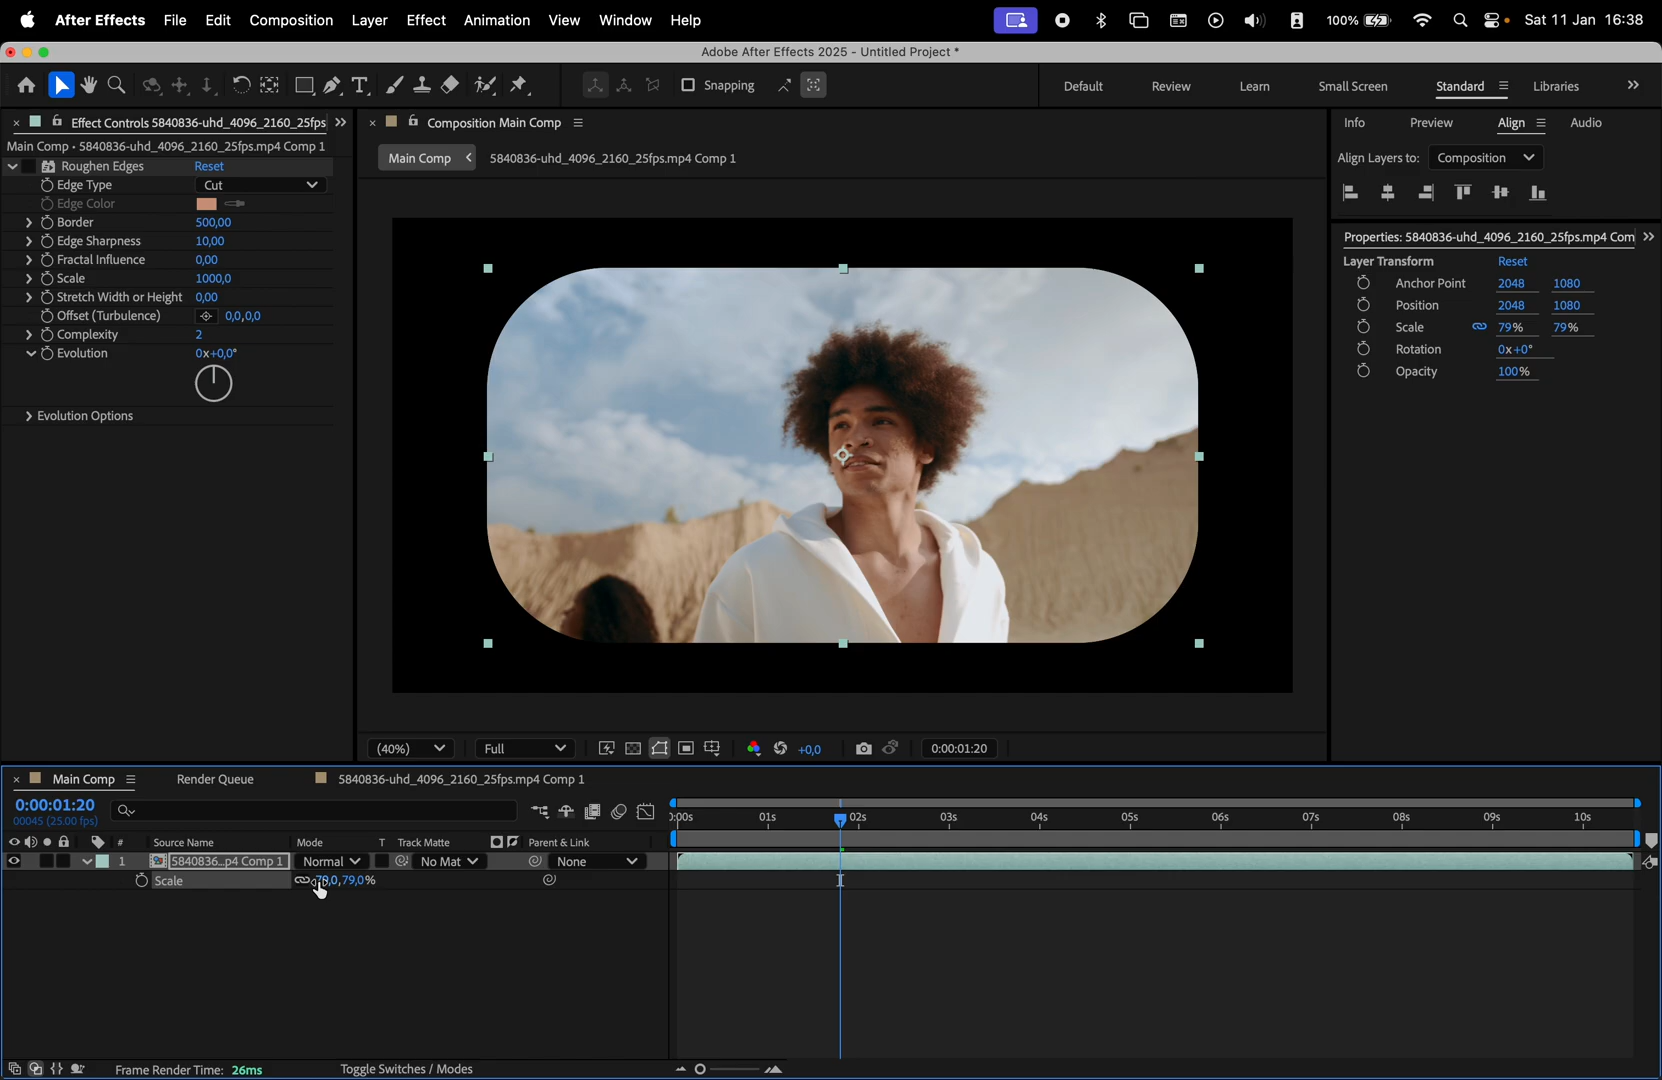 After Effects File Edit Composition Layer Effect Animation View Window Help 100% Sat 11 Jan 16:38
Adobe After Effects 2025 - Untitled Project *
Snapping Default Review Learn Small Screen Standard Libraries
Effect Controls 5840836-uhd_4096_2160_25fps
Main Comp • 5840836-uhd_4096_2160_25fps.mp4 Comp 1
Roughen Edges Reset
Edge Type Cut
Edge Color
Border 500,00
Edge Sharpness 10,00
Fractal Influence 0,00
Scale 1000,0
Stretch Width or Height 0,00
Offset (Turbulence) 0,0,0,0
Complexity 2
Evolution 0x+0,0°
Evolution Options
Composition Main Comp
Main Comp 5840836-uhd_4096_2160_25fps.mp4 Comp 1
(40%) Full +0,0 0:00:01:20
Info Preview Align Audio
Align Layers to: Composition
Properties: 5840836-uhd_4096_2160_25fps.mp4 Com
Layer Transform Reset
Anchor Point 2048 1080
Position 2048 1080
Scale 79% 79%
Rotation 0x+0°
Opacity 100%
Main Comp Render Queue 5840836-uhd_4096_2160_25fps.mp4 Comp 1
0:00:01:20
00045 (25.00 fps)
:00s 01s 02s 03s 04s 05s 06s 07s 08s 09s 10s
# Source Name Mode T Track Matte Parent & Link
1 5840836...p4 Comp 1 Normal No Mat None
Scale 79,0,79,0%
Frame Render Time: 26ms Toggle Switches / Modes